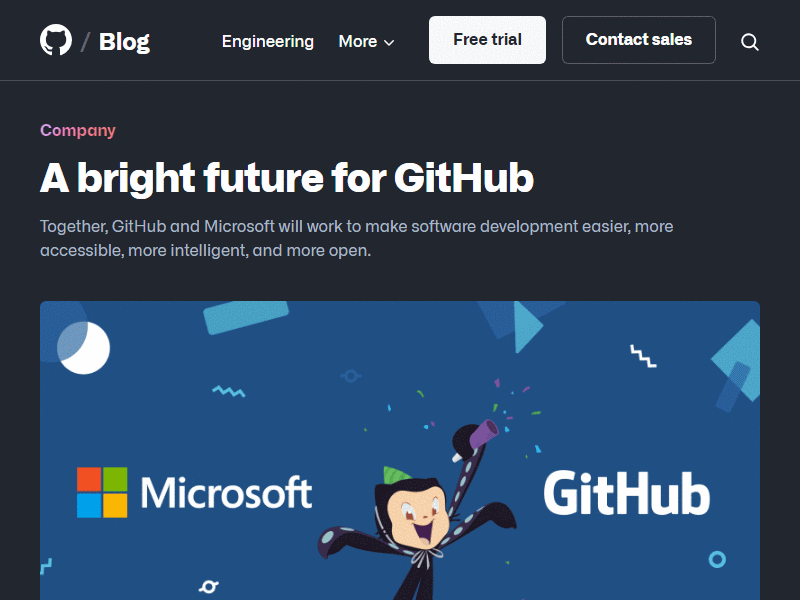 / Blog
Engineering
More
Free trial
Contact sales
Company
A bright future for GitHub
Together, GitHub and Microsoft will work to make software development easier, more
accessible, more intelligent, and more open.
Microsoft
GitHub